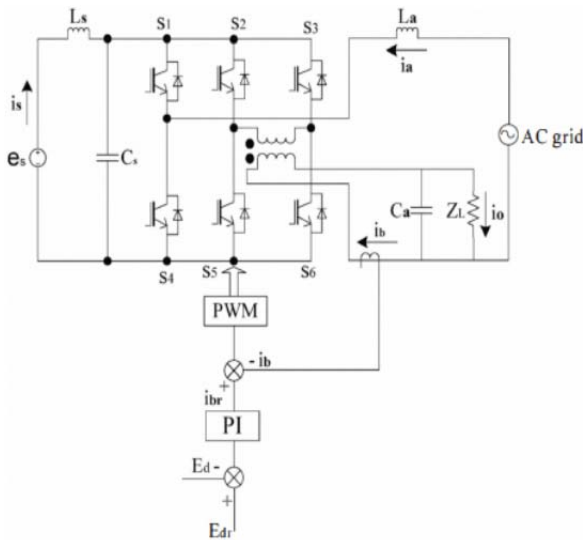 Ls
S1
S2
S3
La
is
ia
es
Cs
AC grid
Ca
ZL
io
ib
S4
S5
S6
PWM
- ib
+
ibr
PI
Ed -
+
Edr